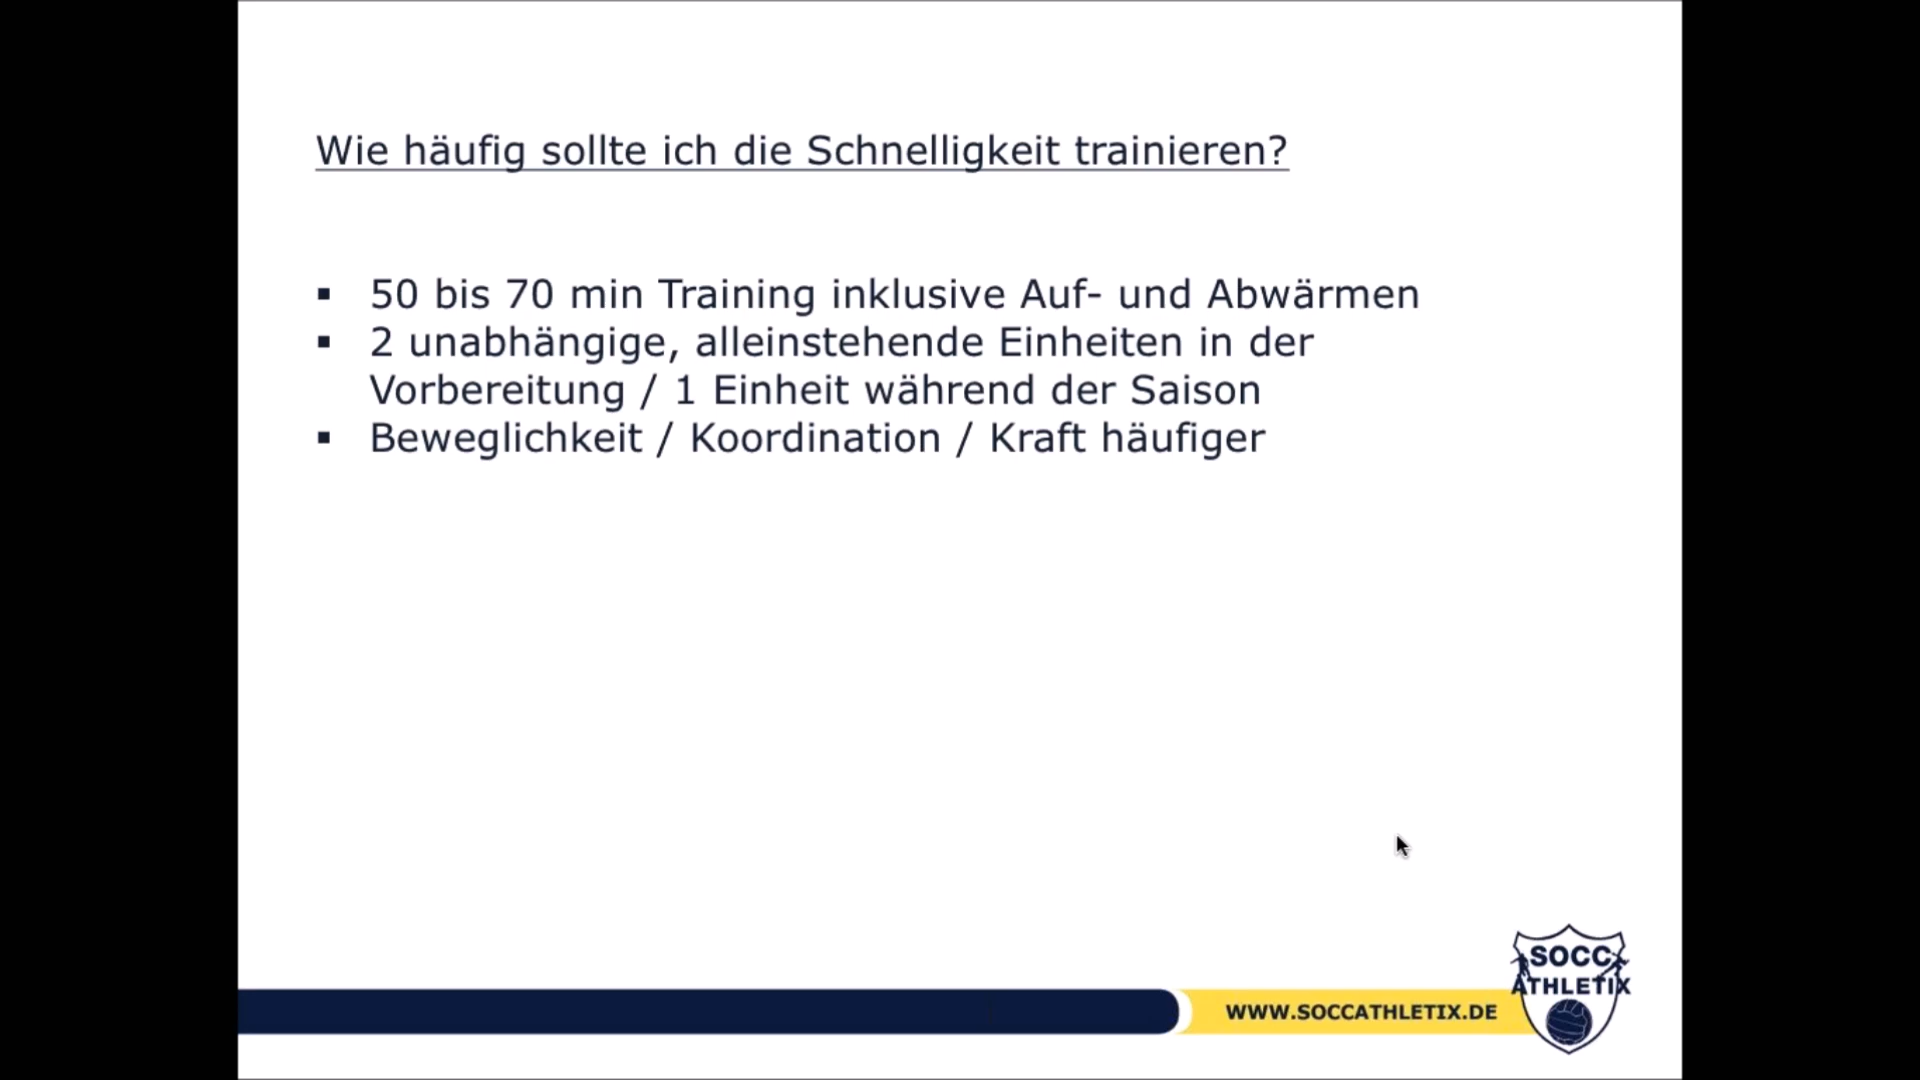 Wie häufig sollte ich die Schnelligkeit trainieren?
▪ 50 bis 70 min Training inklusive Auf- und Abwärmen
▪ 2 unabhängige, alleinstehende Einheiten in der
Vorbereitung / 1 Einheit während der Saison
▪ Beweglichkeit / Koordination / Kraft häufiger
SOCC
ATHLETIX
WWW.SOCCATHLETIX.DE